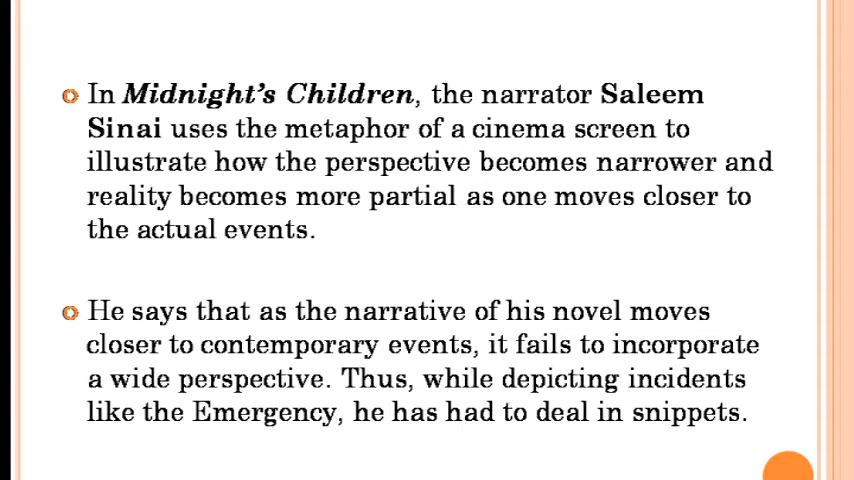 In Midnight's Children, the narrator Saleem
Sinai uses the metaphor of a cinema screen to
illustrate how the perspective becomes narrower and
reality becomes more partial as one moves closer to
the actual events.
He says that as the narrative of his novel moves
closer to contemporary events, it fails to incorporate
a wide perspective. Thus, while depicting incidents
like the Emergency, he has had to deal in snippets.